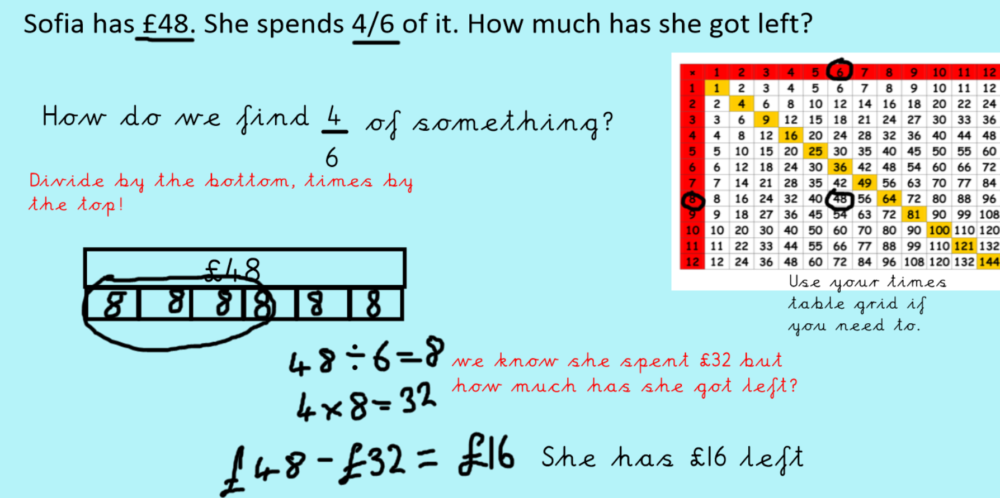 Sofia has £48. She spends 4/6 of it. How much has she got left?
How do we find 4/6 of something?
Divide by the bottom, times by
the top!
× 1 2 3 4 5 6 7 8 9 10 11 12
1 1 2 3 4 5 6 7 8 9 10 11 12
2 2 4 6 8 10 12 14 16 18 20 22 24
3 3 6 9 12 15 18 21 24 27 30 33 36
4 4 8 12 16 20 24 28 32 36 40 44 48
5 5 10 15 20 25 30 35 40 45 50 55 60
6 6 12 18 24 30 36 42 48 54 60 66 72
7 7 14 21 28 35 42 49 56 63 70 77 84
8 8 16 24 32 40 48 56 64 72 80 88 96
9 9 18 27 36 45 54 63 72 81 90 99 108
10 10 20 30 40 50 60 70 80 90 100 110 120
11 11 22 33 44 55 66 77 88 99 110 121 132
12 12 24 36 48 60 72 84 96 108 120 132 144
Use your times
table grid if
you need to.
£48
8 8 8 8 8 8
48÷6=8
4×8=32
we know she spent £32 but
how much has she got left?
£48-£32=£16 She has £16 left